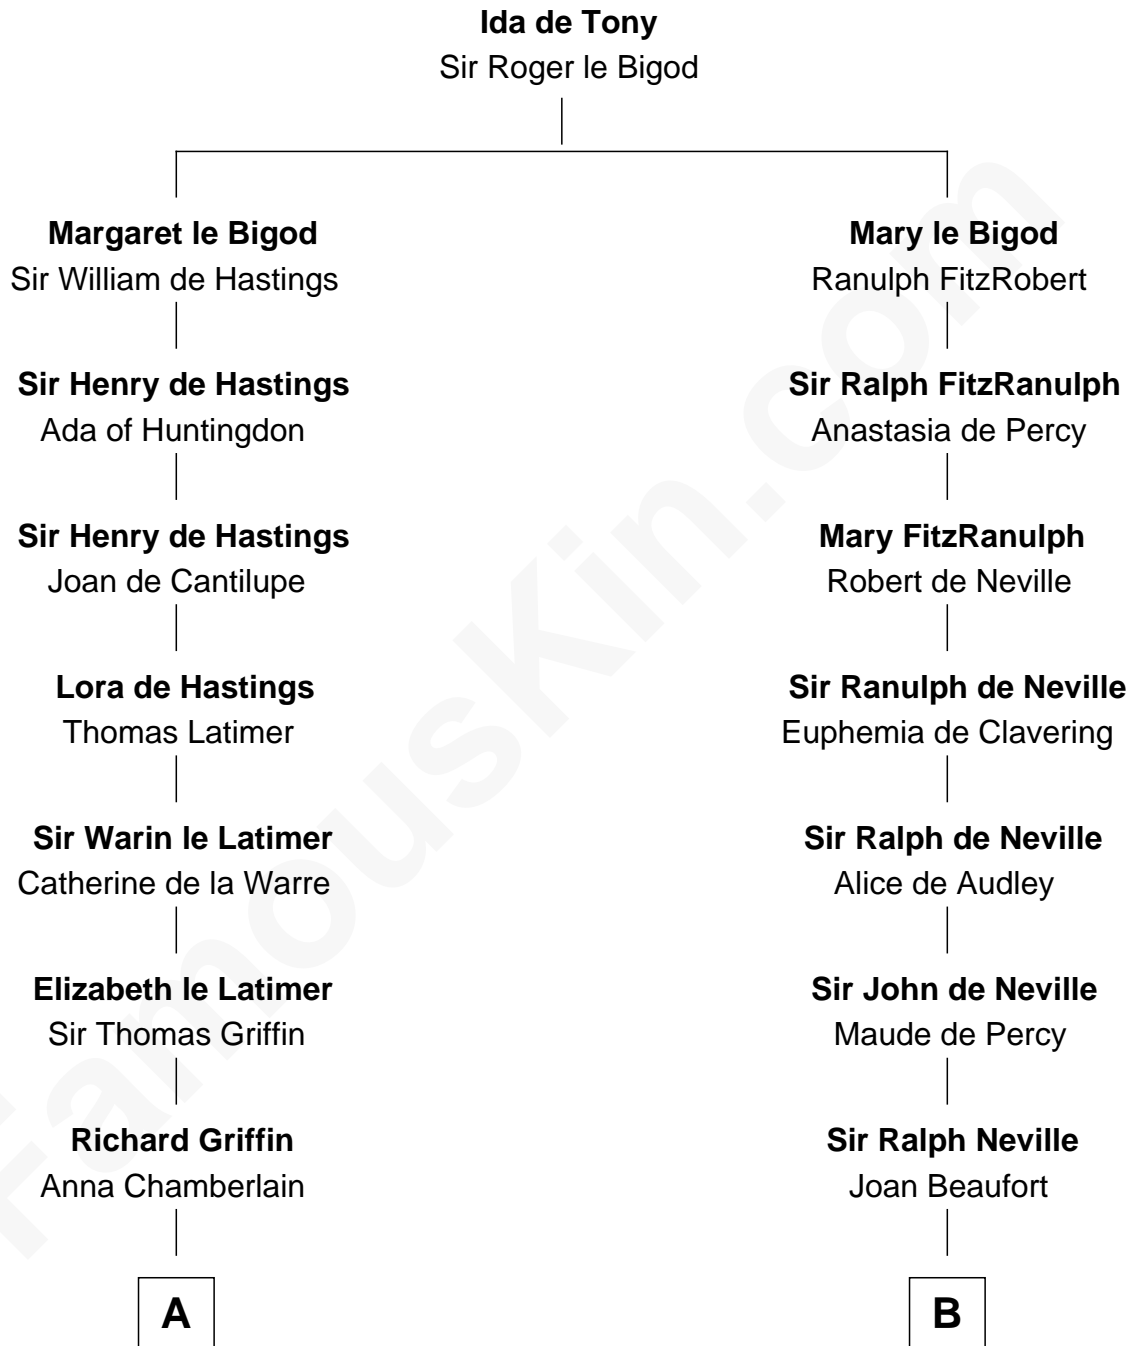 Ida de Tony
Sir Roger le Bigod
Margaret le Bigod
Sir William de Hastings
Sir Henry de Hastings
Ada of Huntingdon
Sir Henry de Hastings
Joan de Cantilupe
Lora de Hastings
Thomas Latimer
Sir Warin le Latimer
Catherine de la Warre
Elizabeth le Latimer
Sir Thomas Griffin
Richard Griffin
Anna Chamberlain
A
Mary le Bigod
Ranulph FitzRobert
Sir Ralph FitzRanulph
Anastasia de Percy
Mary FitzRanulph
Robert de Neville
Sir Ranulph de Neville
Euphemia de Clavering
Sir Ralph de Neville
Alice de Audley
Sir John de Neville
Maude de Percy
Sir Ralph Neville
Joan Beaufort
B
FamousKin.com